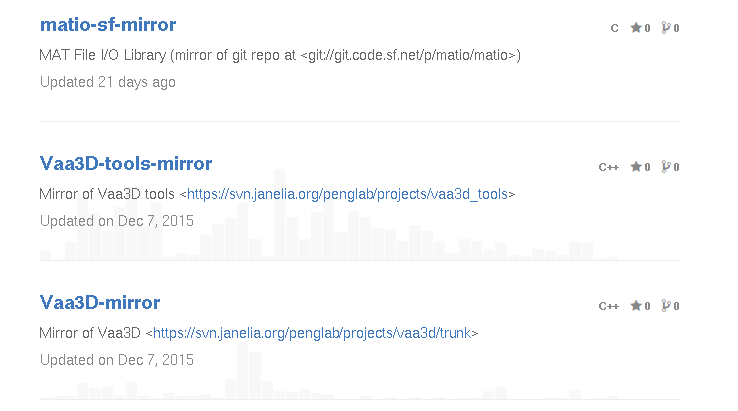 matio-sf-mirror
C ★ 0 0
MAT File I/O Library (mirror of git repo at <git://git.code.sf.net/p/matio/matio>)
Updated 21 days ago
Vaa3D-tools-mirror
C++ ★ 0 0
Mirror of Vaa3D tools <https://svn.janelia.org/penglab/projects/vaa3d_tools>
Updated on Dec 7, 2015
Vaa3D-mirror
C++ ★ 0 0
Mirror of Vaa3D <https://svn.janelia.org/penglab/projects/vaa3d/trunk>
Updated on Dec 7, 2015